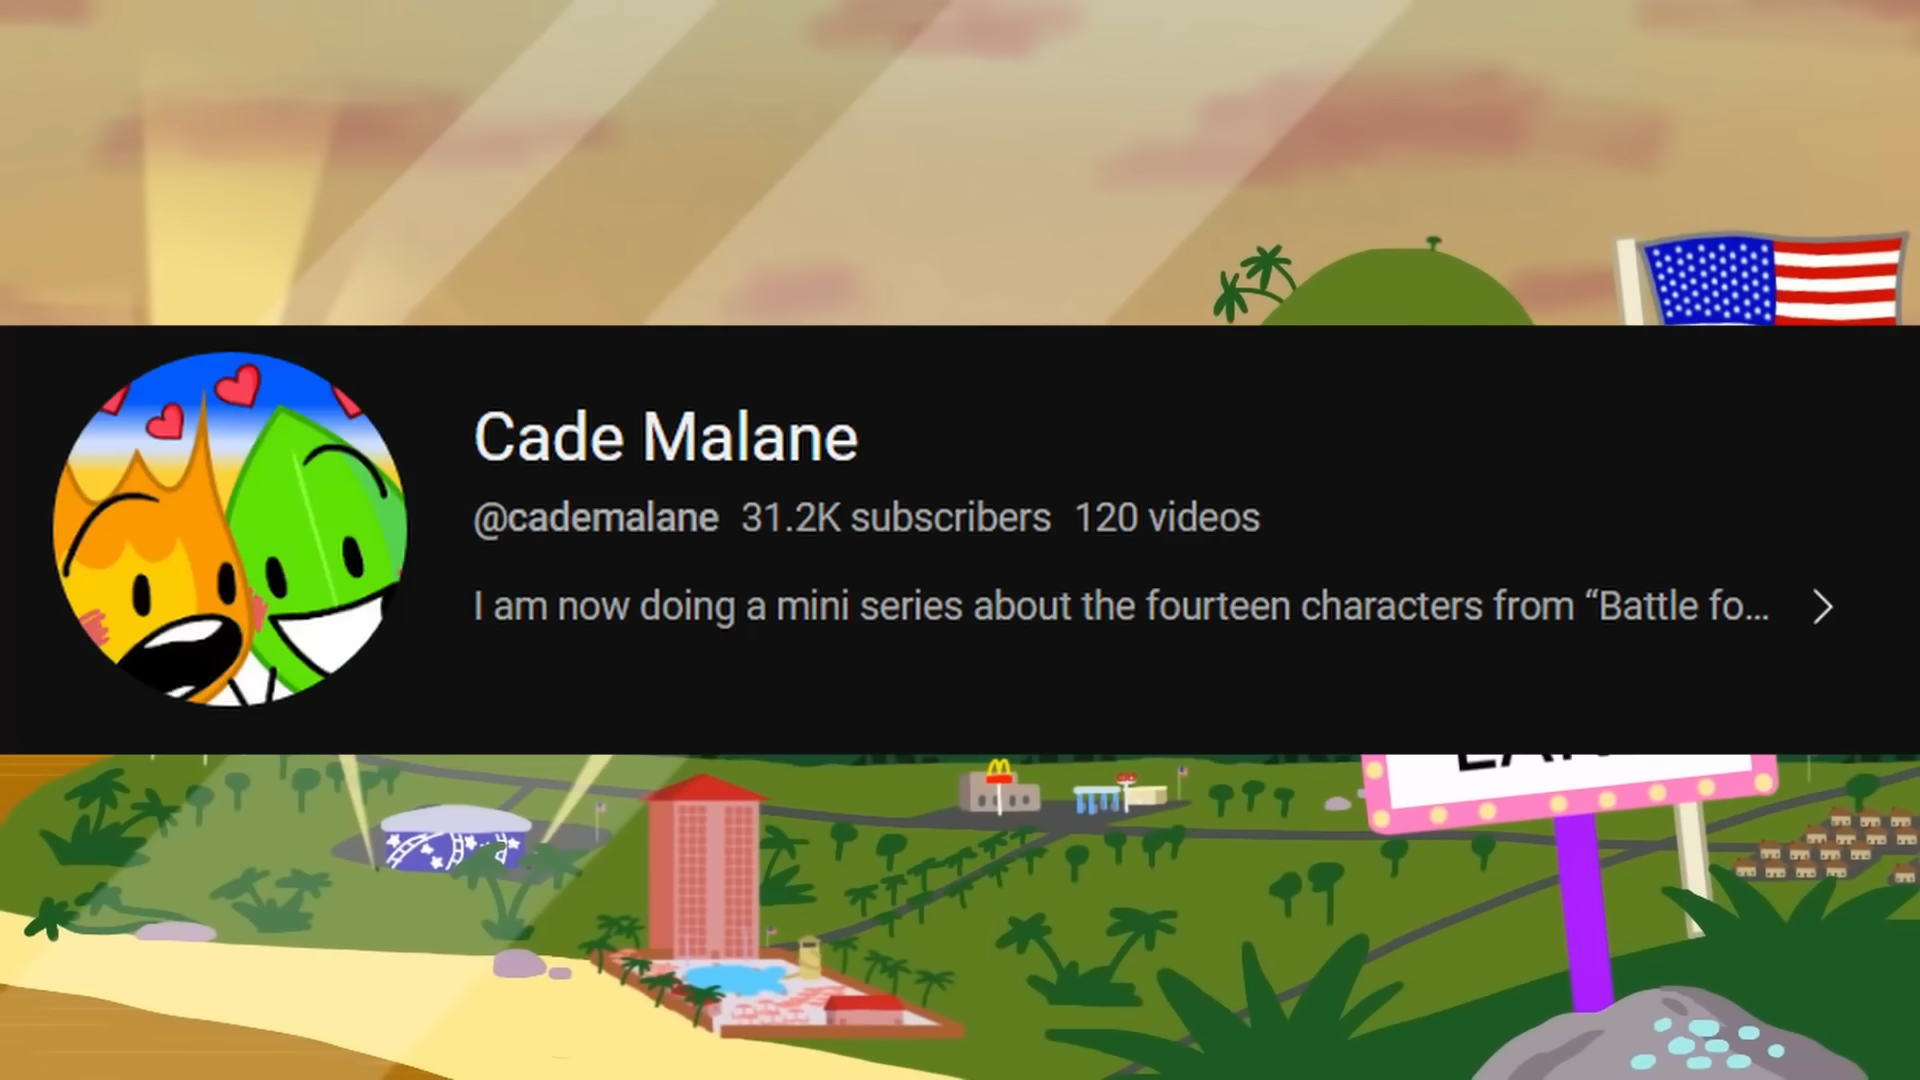 Cade Malane
@cademalane 31.2K subscribers 120 videos
I am now doing a mini series about the fourteen characters from “Battle fo...